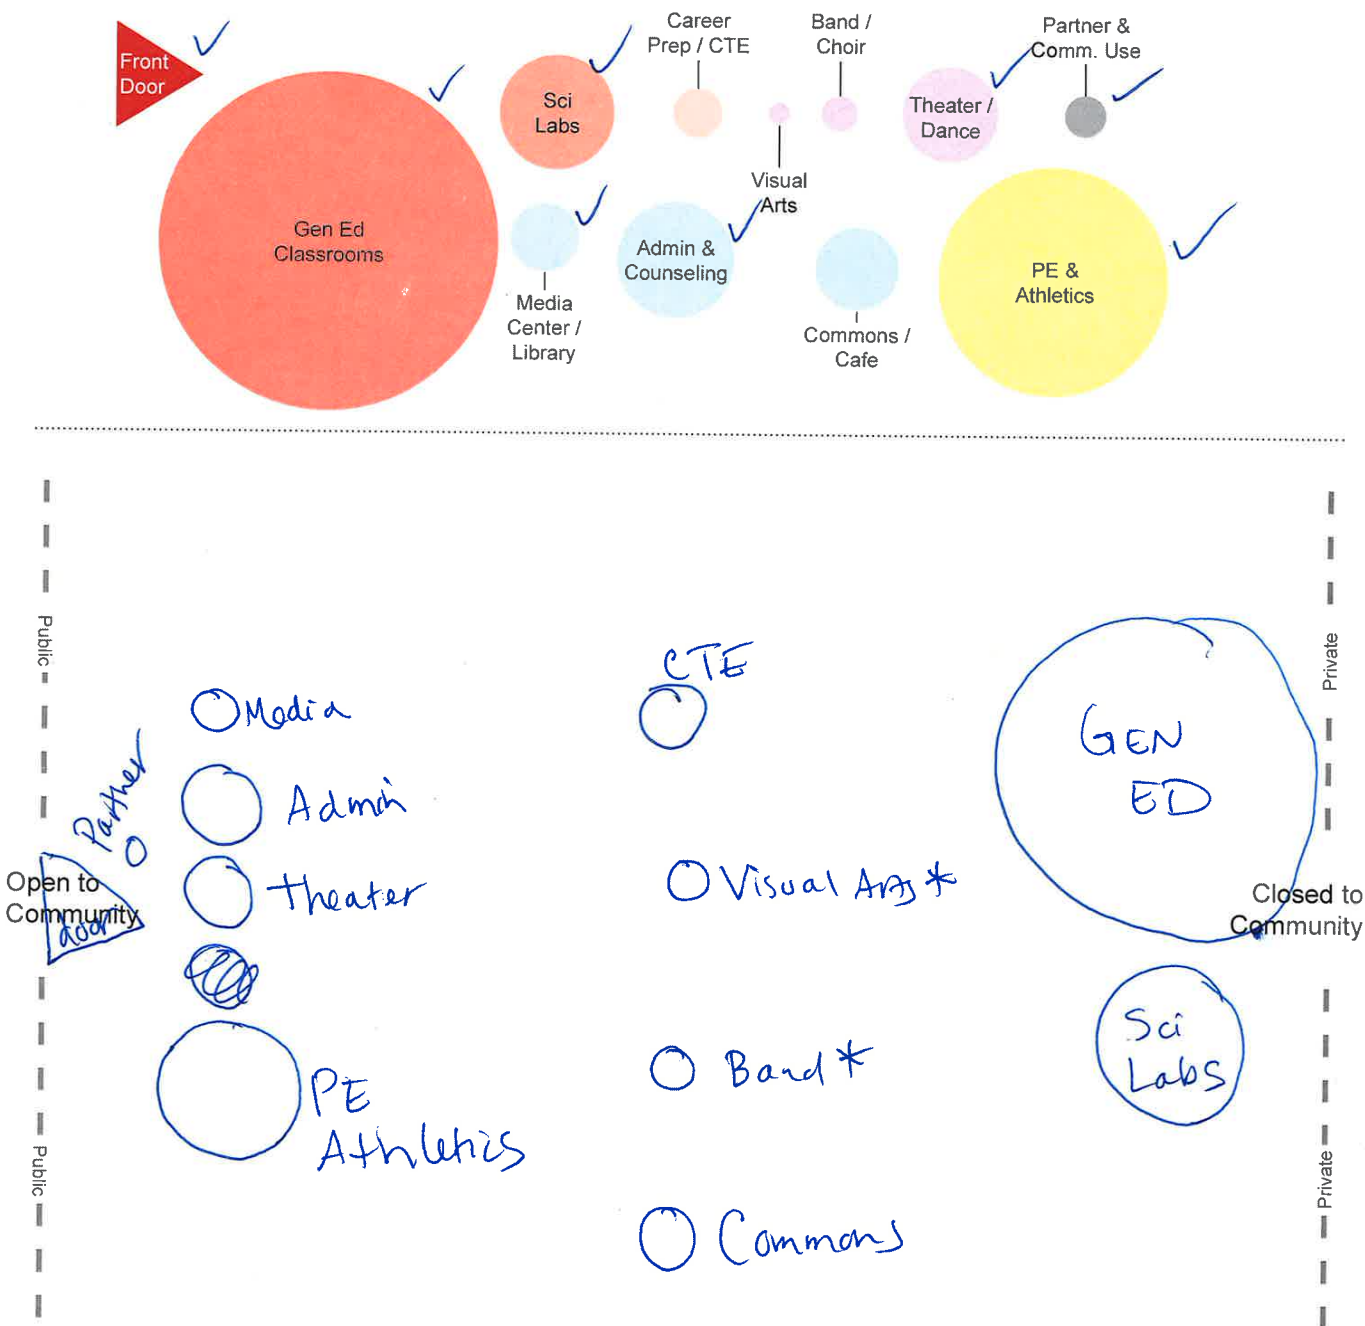 Front
Door
Gen Ed
Classrooms
Sci
Labs
Career
Prep / CTE
Band /
Choir
Visual
Arts
Theater /
Dance
Partner &
Comm. Use
Media
Center /
Library
Admin &
Counseling
Commons /
Cafe
PE &
Athletics
Public
Private
CTE
GEN
ED
Media
Partner
Admin
Open to
Community
door
theater
Visual Arts *
Closed to
Community
Sci
Labs
Band *
PE
Athletics
Public
Private
Commons